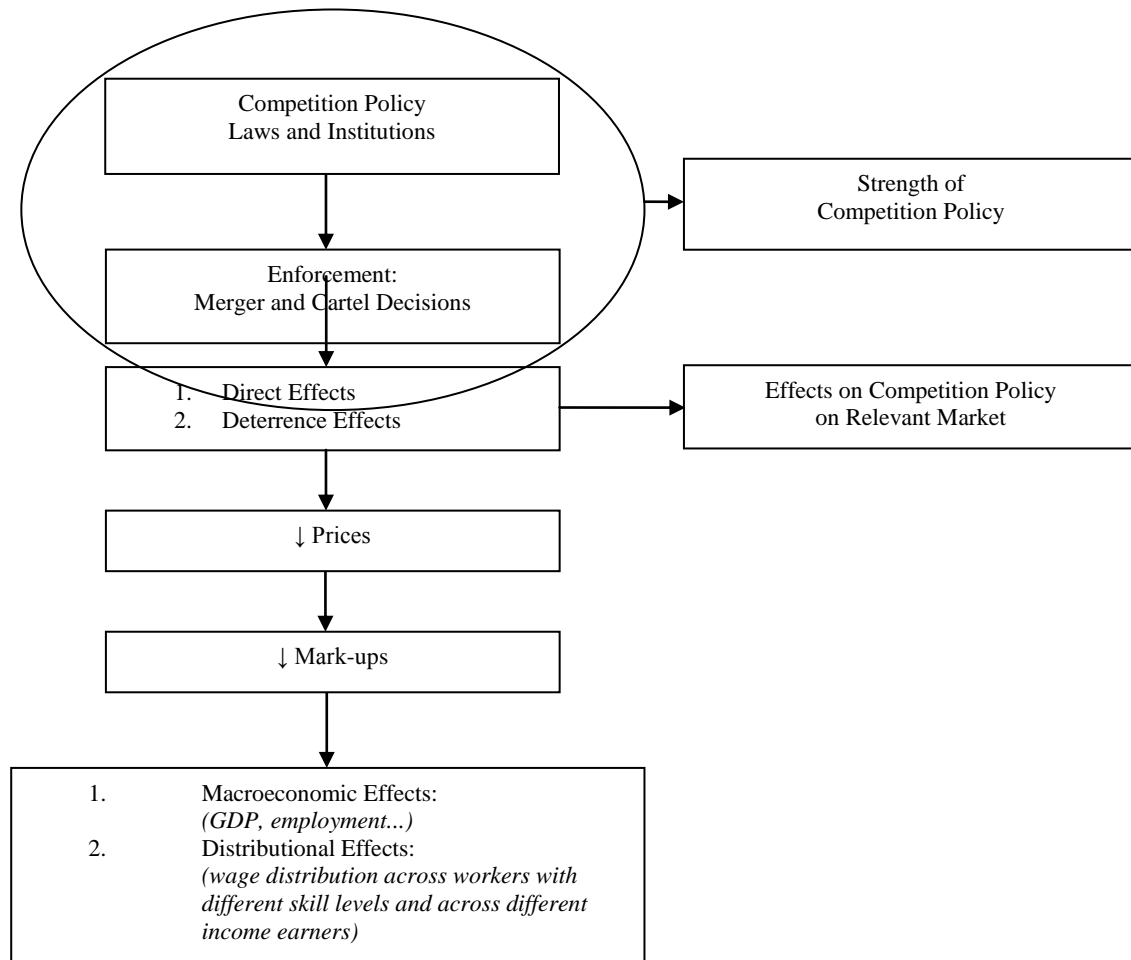 Competition Policy
Laws and Institutions
Strength of
Competition Policy
Enforcement:
Merger and Cartel Decisions
1. Direct Effects
2. Deterrence Effects
Effects on Competition Policy
on Relevant Market
↓ Prices
↓ Mark-ups
1. Macroeconomic Effects:
(GDP, employment...)
2. Distributional Effects:
(wage distribution across workers with
different skill levels and across different
income earners)